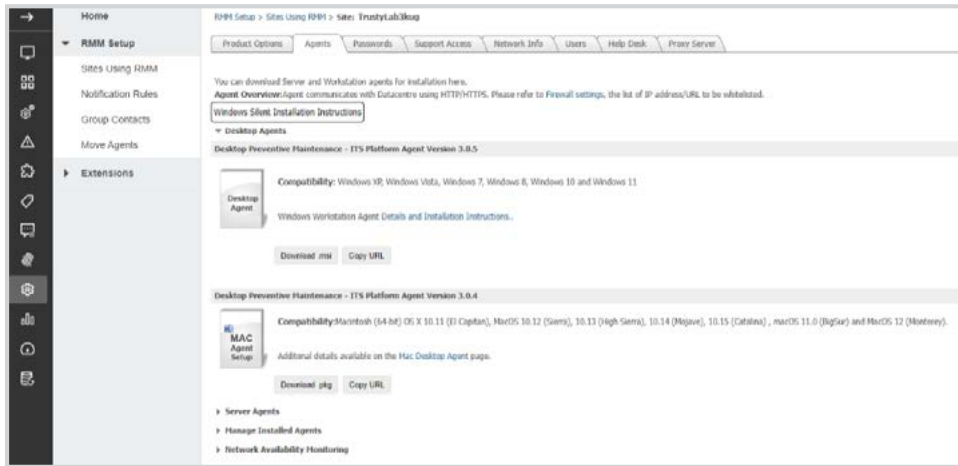 Home
RMM Setup
Sites Using RMM
Notification Rules
Group Contacts
Move Agents
Extensions
RMM Setup > Sites Using RMM > Site: TrustyLab3kug
Product Options
Agents
Passwords
Support Access
Network Info
Users
Help Desk
Proxy Server
You can download Server and Workstation agents for installation here.
Agent Overview:Agent communicates with Datacentre using HTTP/HTTPS. Please refer to Firewall settings, the list of IP address/URL to be whitelisted.
Windows Silent Installation Instructions
Desktop Agents
Desktop Preventive Maintenance - ITS Platform Agent Version 3.0.5
Desktop
Agent
Compatibility: Windows XP, Windows Vista, Windows 7, Windows 8, Windows 10 and Windows 11
Windows Workstation Agent Details and Installation Instructions..
Download .msi
Copy URL
Desktop Preventive Maintenance - ITS Platform Agent Version 3.0.4
MAC
Agent
Setup
Compatibility:Macintosh (64-bit) OS X 10.11 (El Capitan), MacOS 10.12 (Sierra), 10.13 (High Sierra), 10.14 (Mojave), 10.15 (Catalina) , macOS 11.0 (BigSur) and MacOS 12 (Monterey).
Additional details available on the Mac Desktop Agent page.
Download .pkg
Copy URL
Server Agents
Manage Installed Agents
Network Availability Monitoring